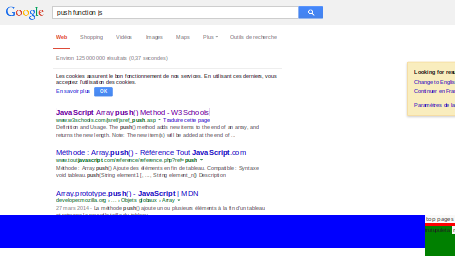 Google
push function js
Web Shopping Vidéos Images Maps Plus Outils de recherche
Environ 125 000 000 résultats (0,37 secondes)
Les cookies assurent le bon fonctionnement de nos services. En utilisant ces derniers, vous
acceptez l'utilisation des cookies.
En savoir plus OK
Looking for
Change to Englis
Continue en Fra
Paramètres de la
JavaScript Array push() Method - W3Schools
www.w3schools.com/jsref/jsref_push.asp Traduire cette page
Definition and Usage. The push() method adds new items to the end of an array, and
returns the new length. Note: The new item(s) will be added at the end of ...
Méthode : Array.push() - Référence Tout JavaScript.com
www.toutjavascript.com/reference/reference.php?ref=push
Méthode : Array push() Ajoute des éléments en fin de tableau. Compatible : Syntaxe
void tableau.push(String element1 [, ..., String element_n]) Description
Array.prototype.push() - JavaScript | MDN
developer.mozilla.org › ... › Objets globaux › Array
27 mars 2014 - La méthode push() ajoute un ou plusieurs éléments à la fin d'un tableau
top pages